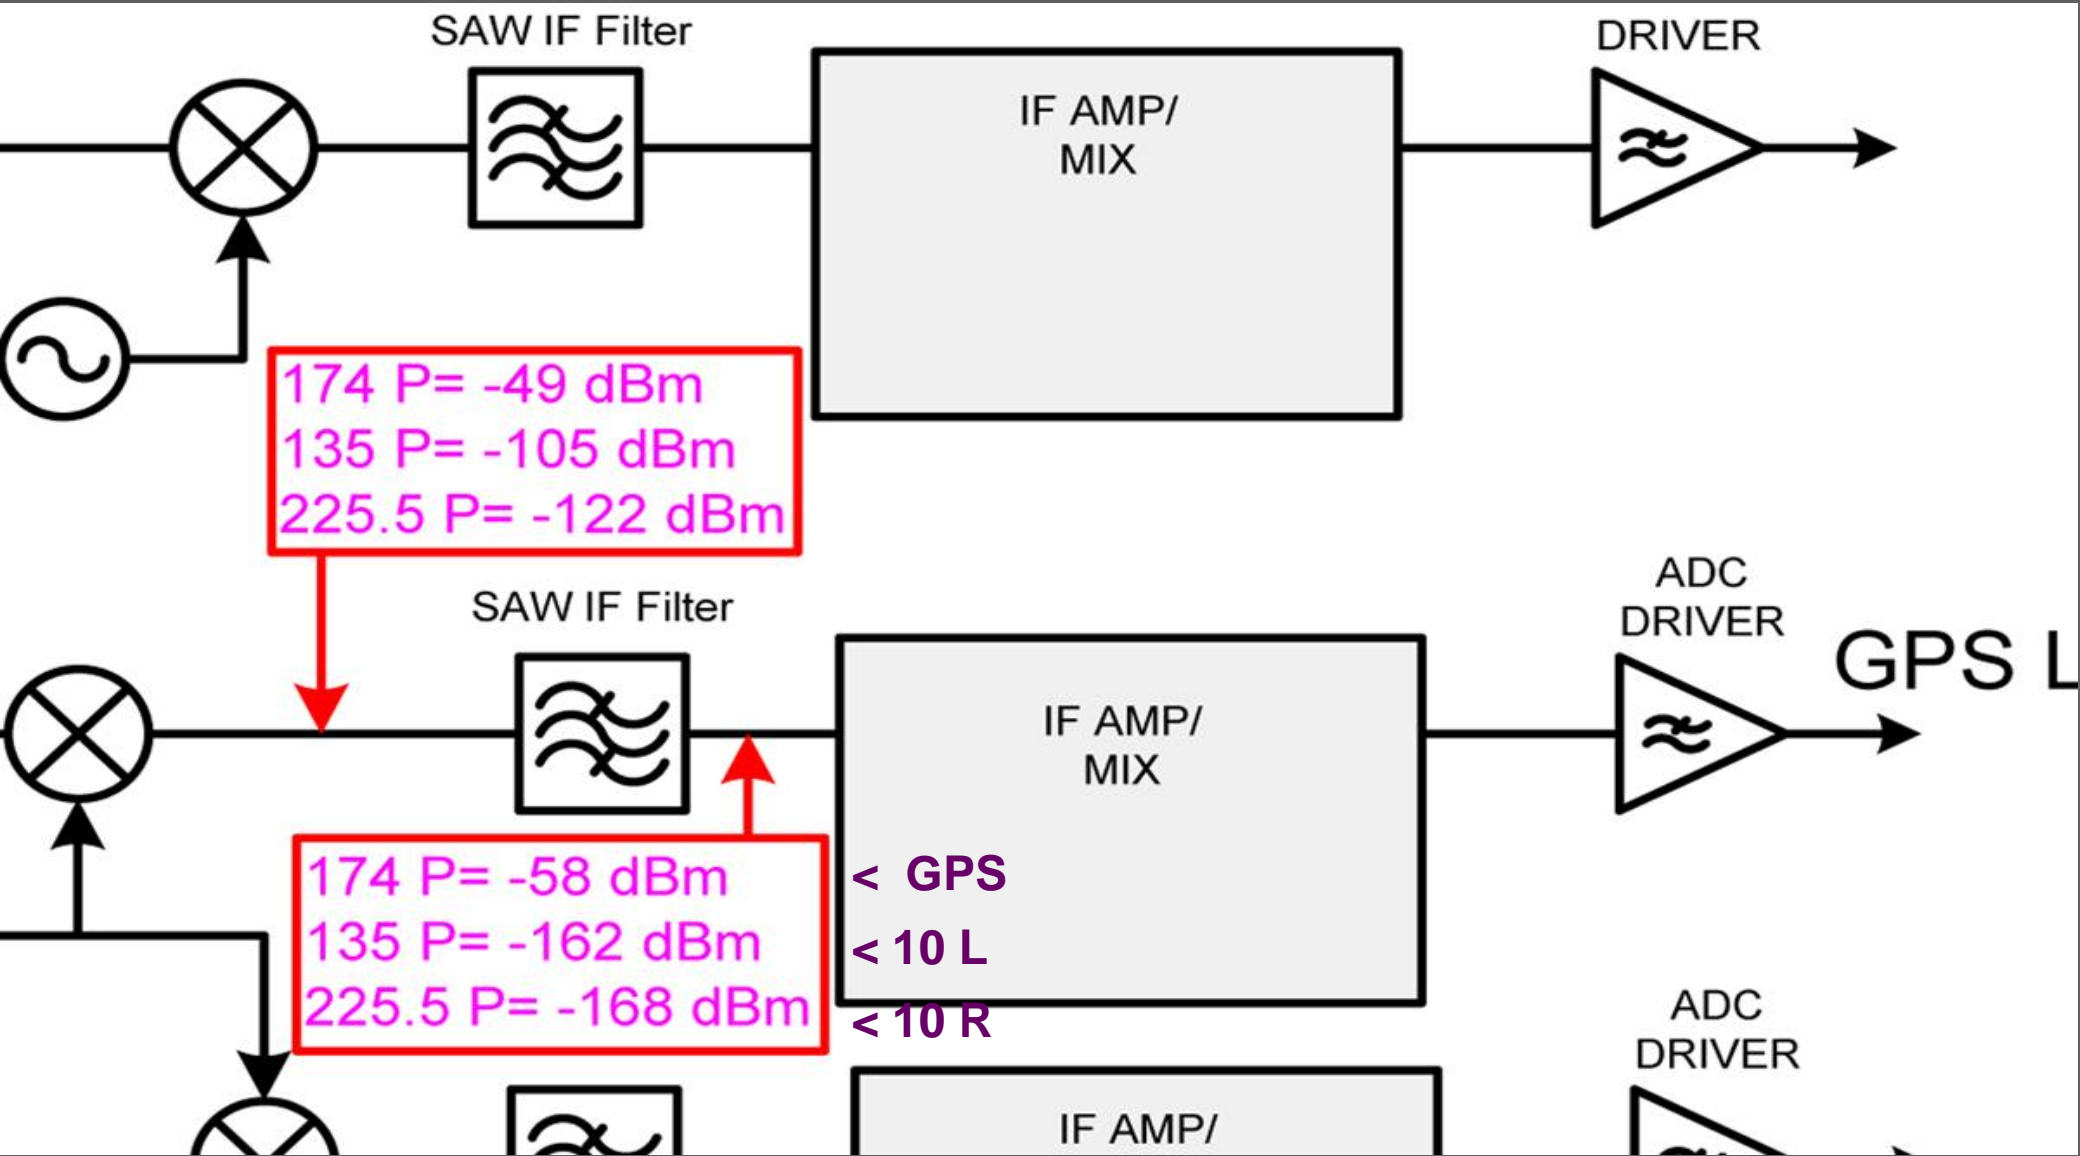 SAW IF Filter
DRIVER
IF AMP/
MIX
174 P= -49 dBm
135 P= -105 dBm
225.5 P= -122 dBm
SAW IF Filter
ADC
DRIVER
GPS L
IF AMP/
MIX
174 P= -58 dBm
135 P= -162 dBm
225.5 P= -168 dBm
< GPS
< 10 L
< 10 R
ADC
DRIVER
IF AMP/